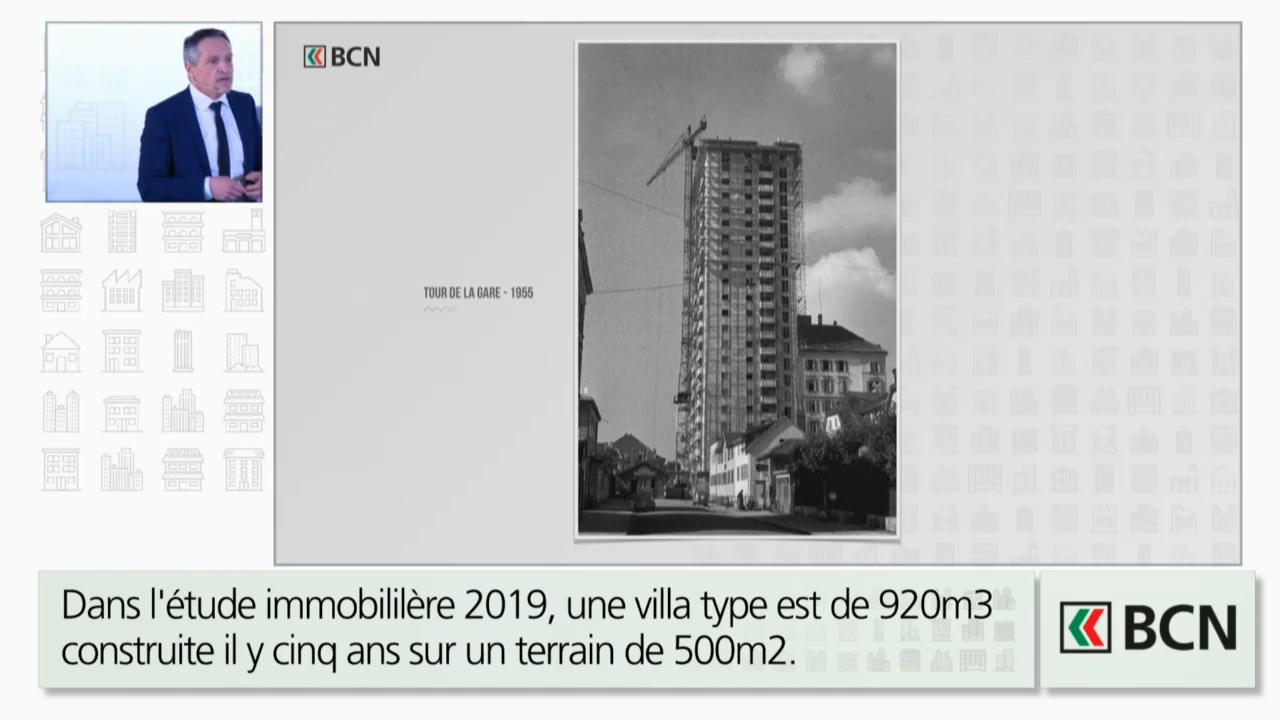 BCN
TOUR DE LA GARE - 1955
Dans l'étude immobililère 2019, une villa type est de 920m3
construite il y cinq ans sur un terrain de 500m2.
BCN